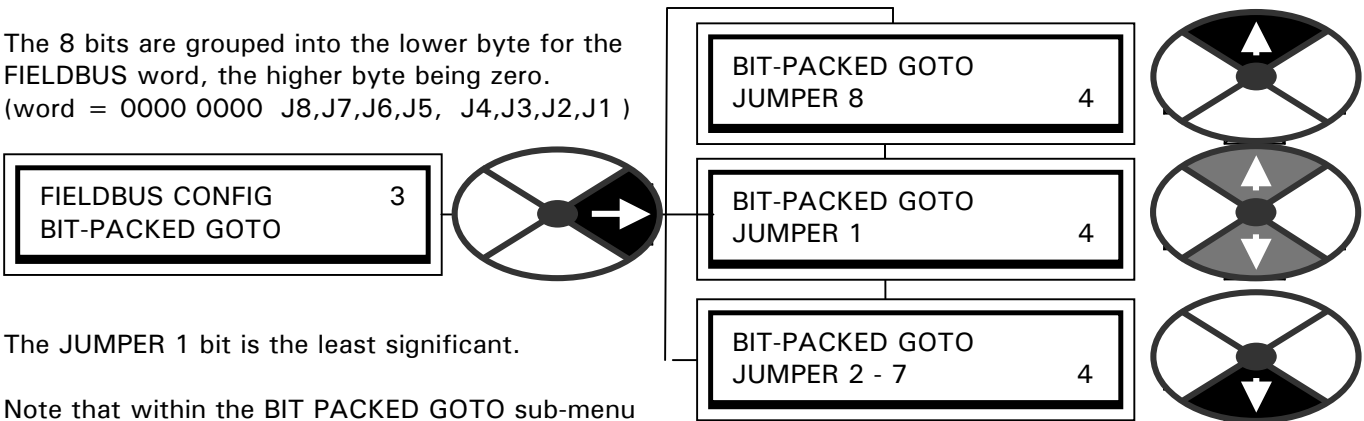 The 8 bits are grouped into the lower byte for the
FIELDBUS word, the higher byte being zero.
(word = 0000 0000 J8,J7,J6,J5, J4,J3,J2,J1 )
FIELDBUS CONFIG 3
BIT-PACKED GOTO
BIT-PACKED GOTO
JUMPER 8 4
BIT-PACKED GOTO
JUMPER 1 4
BIT-PACKED GOTO
JUMPER 2 - 7 4
The JUMPER 1 bit is the least significant.
Note that within the BIT PACKED GOTO sub-menu